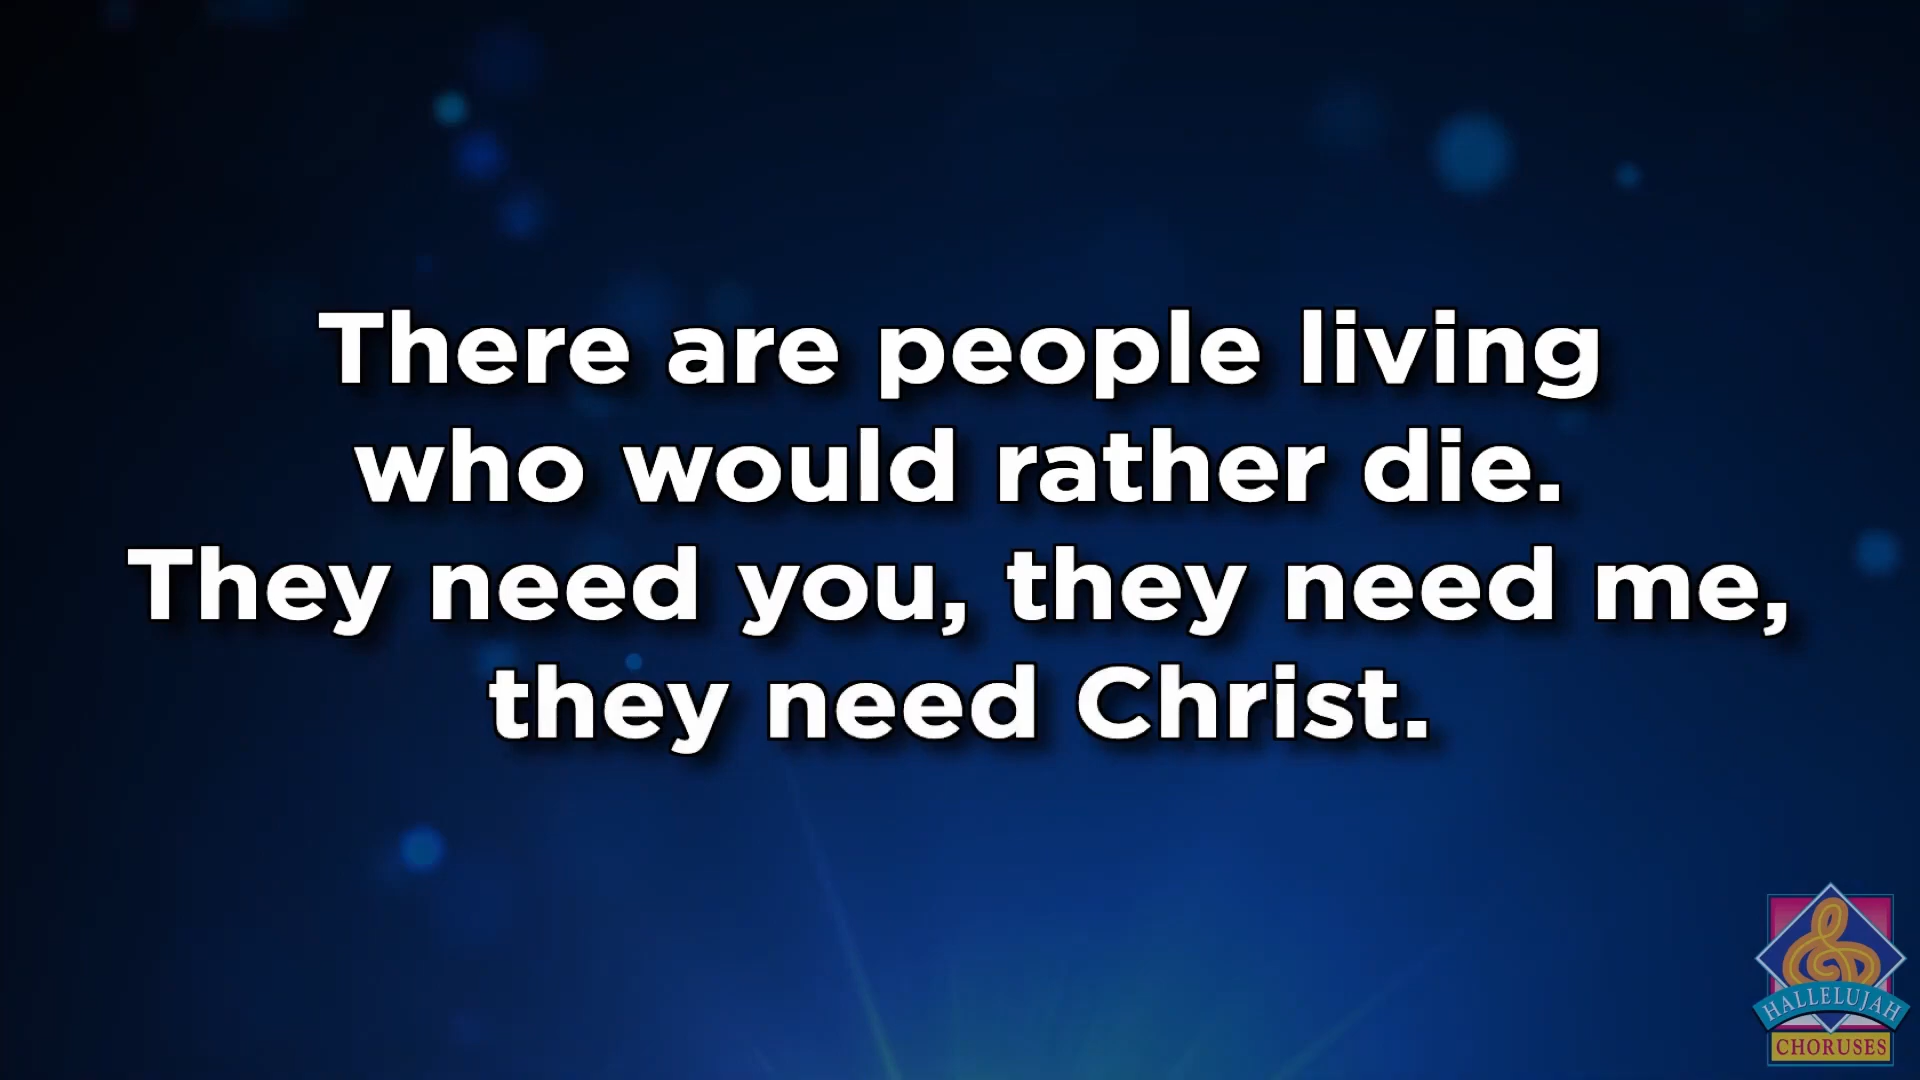 There are people living
who would rather die.
They need you, they need me,
they need Christ.
HALLELUJAH
CHORUSES